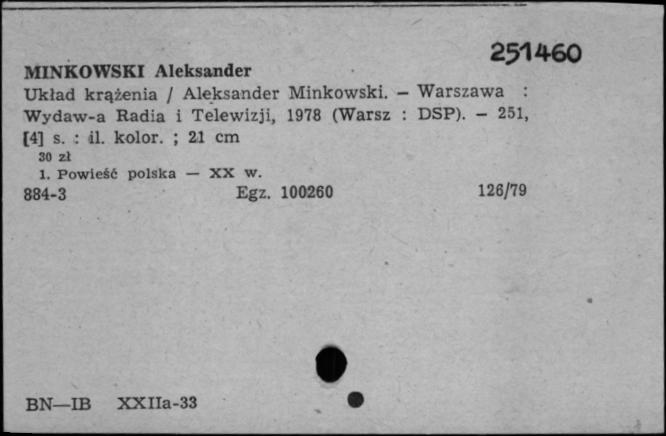 251460
MINKOWSKI Aleksander
Układ krążenia / Aleksander Minkowski. — Warszawa :
Wydaw-a Radia i Telewizji, 1978 (Warsz : DSP). — 251,
[4] s. : il. kolor. ; 21 cm
30 zł
1. Powieść polska — XX w.
884-3 Egz. 100260 126/79
BN—IB XXIIa-33